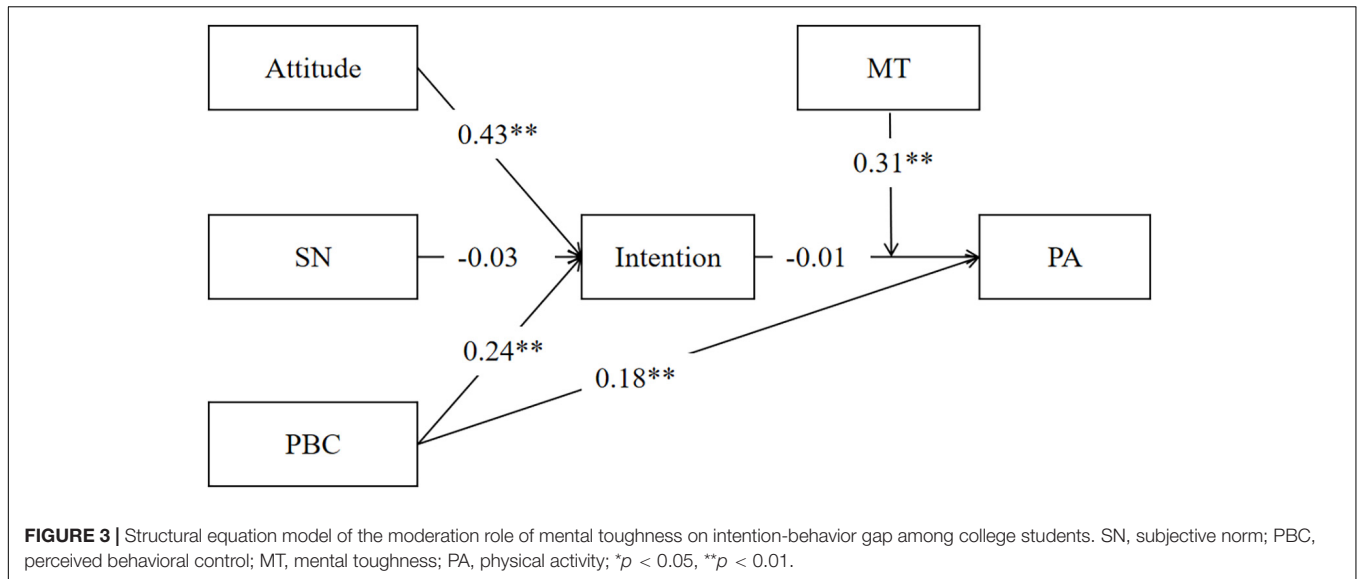 Attitude
MT
0.43**
0.31**
SN
-0.03
Intention
-0.01
PA
0.24**
0.18**
PBC
FIGURE 3 | Structural equation model of the moderation role of mental toughness on intention-behavior gap among college students. SN, subjective norm; PBC,
perceived behavioral control; MT, mental toughness; PA, physical activity; *p < 0.05, **p < 0.01.